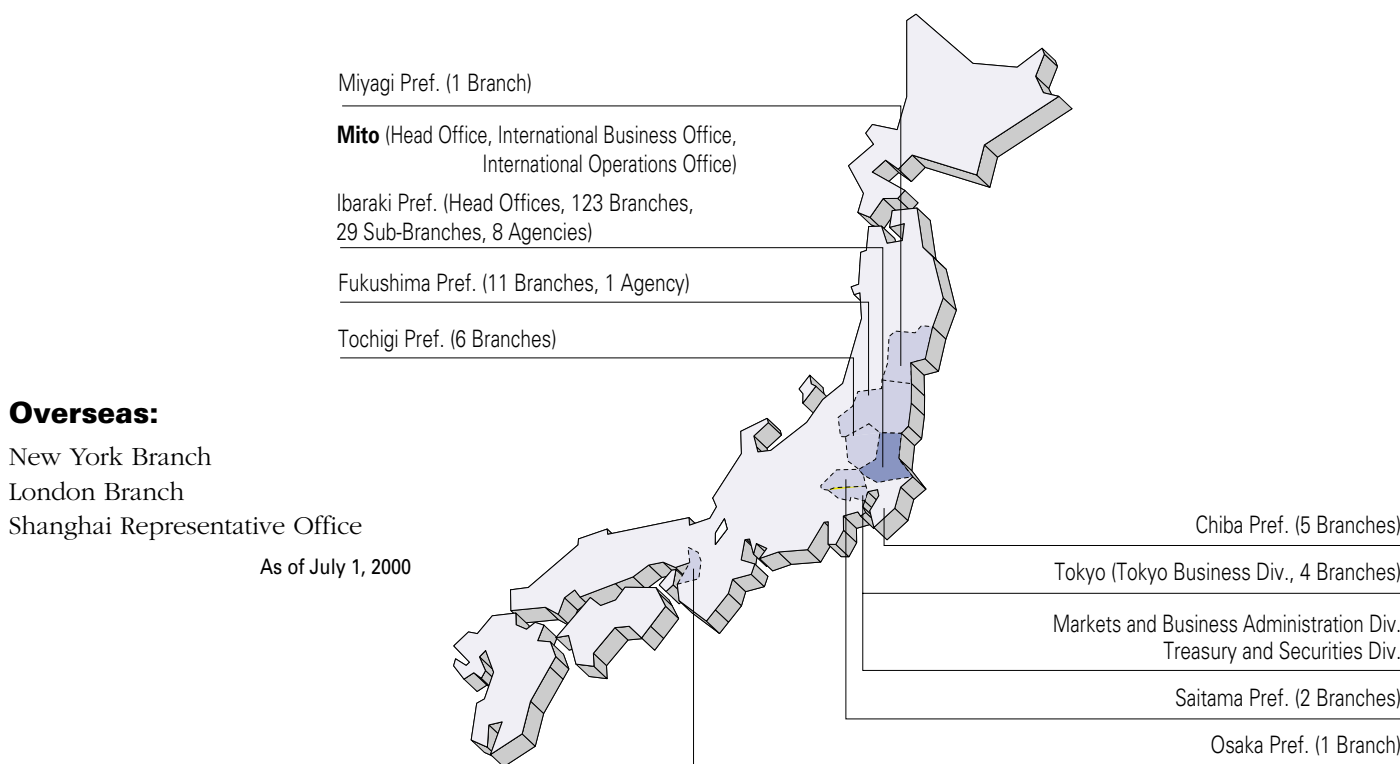 Miyagi Pref. (1 Branch)
Mito (Head Office, International Business Office,
International Operations Office)
Ibaraki Pref. (Head Offices, 123 Branches,
29 Sub-Branches, 8 Agencies)
Fukushima Pref. (11 Branches, 1 Agency)
Tochigi Pref. (6 Branches)
Overseas:
New York Branch
London Branch
Shanghai Representative Office
As of July 1, 2000
Chiba Pref. (5 Branches)
Tokyo (Tokyo Business Div., 4 Branches)
Markets and Business Administration Div.
Treasury and Securities Div.
Saitama Pref. (2 Branches)
Osaka Pref. (1 Branch)